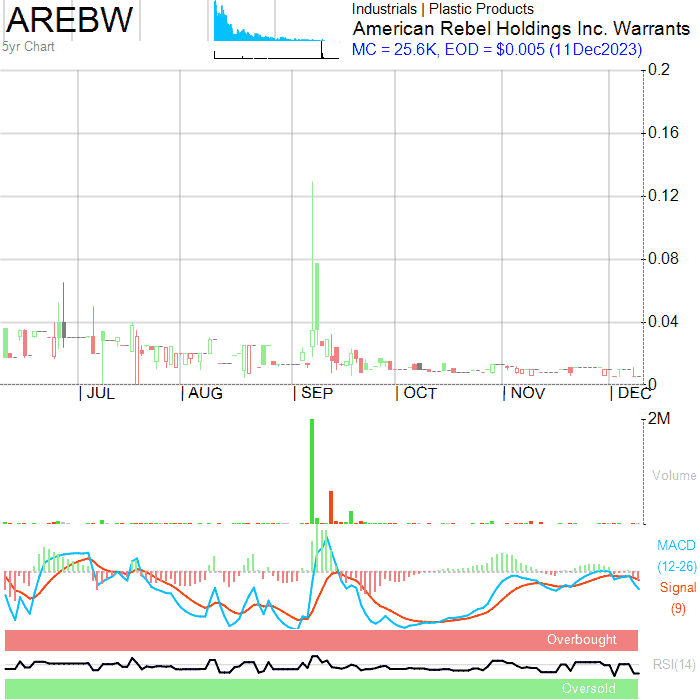 AREBW
5yr Chart
Industrials | Plastic Products
American Rebel Holdings Inc. Warrants
MC = 25.6K, EOD = $0.005 (11Dec2023)
0.2
0.16
0.12
0.08
0.04
0
| JUL | AUG | SEP | OCT | NOV | DEC
2M
Volume
MACD
(12-26)
Signal
(9)
Overbought
RSI(14)
Oversold